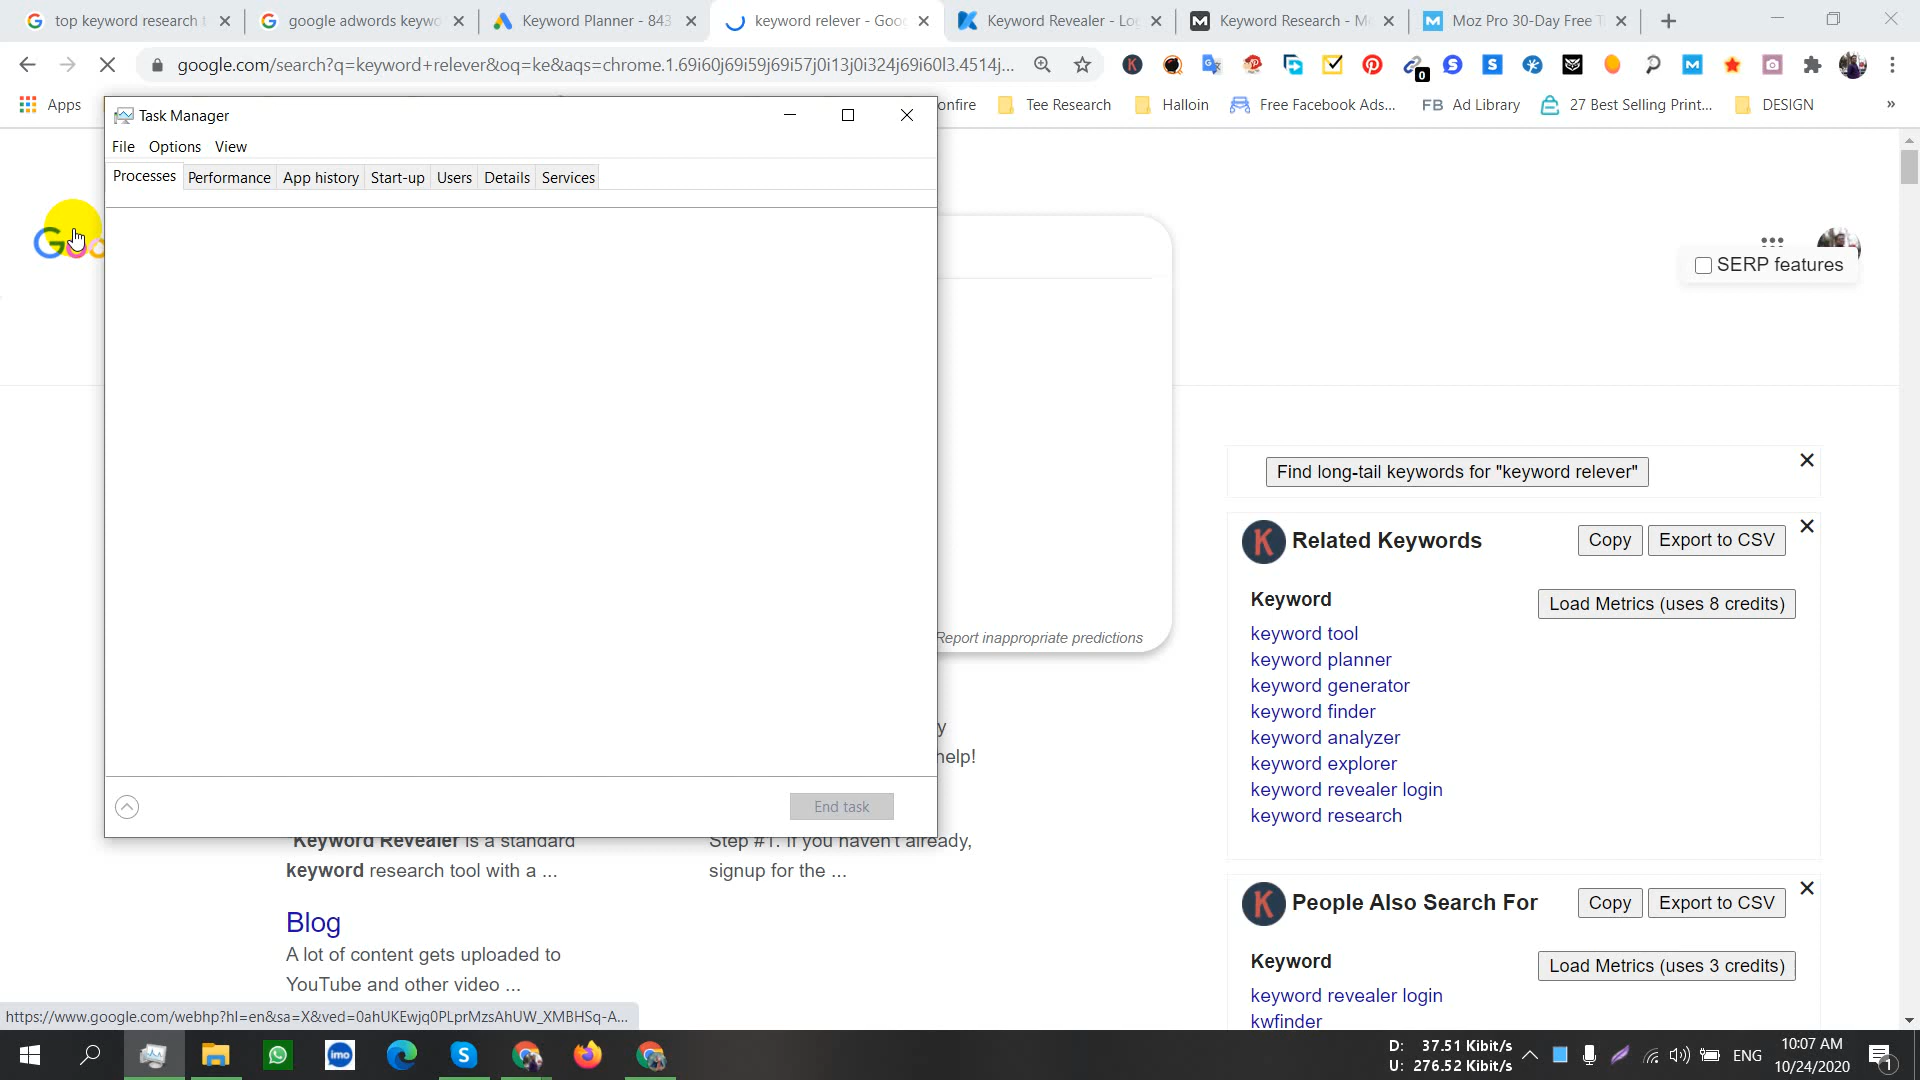 top keyword research t
google adwords keywo
Keyword Planner - 843
keyword relever - Goo
Keyword Revealer - Lo
Keyword Research - M
Moz Pro 30-Day Free T
google.com/search?q=keyword+relever&oq=ke&aqs=chrome.1.69i60j69i59j69i57j0i13j0i324j69i60l3.4514j...
0
Apps
onfire
Tee Research
Halloin
Free Facebook Ads...
FB Ad Library
27 Best Selling Print...
DESIGN
»
Task Manager
File Options View
Processes Performance App history Start-up Users Details Services
End task
SERP features
Report inappropriate predictions
Find long-tail keywords for "keyword relever"
K Related Keywords
Copy Export to CSV
Keyword
Load Metrics (uses 8 credits)
keyword tool
keyword planner
keyword generator
keyword finder
keyword analyzer
keyword explorer
keyword revealer login
keyword research
K People Also Search For
Copy Export to CSV
Keyword
Load Metrics (uses 3 credits)
keyword revealer login
kwfinder
y
help!
Keyword Revealer is a standard
keyword research tool with a ...
Step #1. If you haven't already,
signup for the ...
Blog
A lot of content gets uploaded to
YouTube and other video ...
https://www.google.com/webhp?hl=en&sa=X&ved=0ahUKEwjq0PLprMzsAhUW_XMBHSq-A...
imo
D: 37.51 Kibit/s
U: 276.52 Kibit/s
ENG
10:07 AM
10/24/2020
1